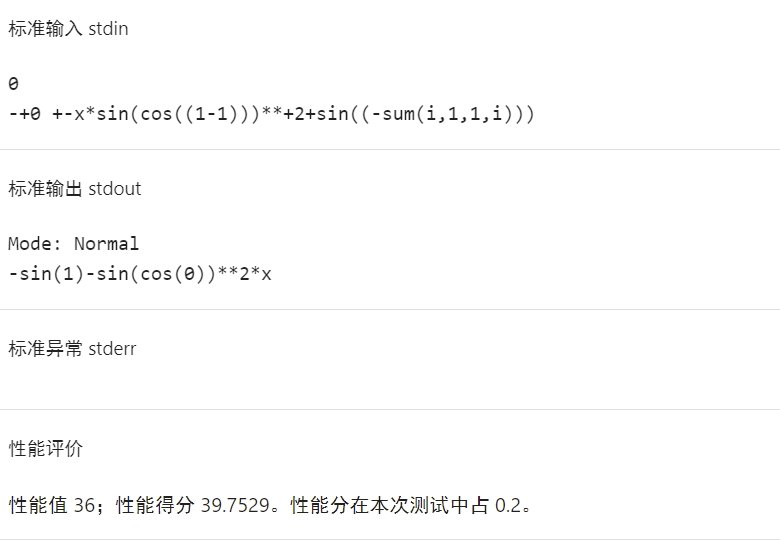 标准输入 stdin
0
-+0 +-x*sin(cos((1-1)))**+2+sin((-sum(i,1,1,i)))
标准输出 stdout
Mode: Normal
-sin(1)-sin(cos(0))**2*x
标准异常 stderr
性能评价
性能值 36；性能得分 39.7529。性能分在本次测试中占 0.2。